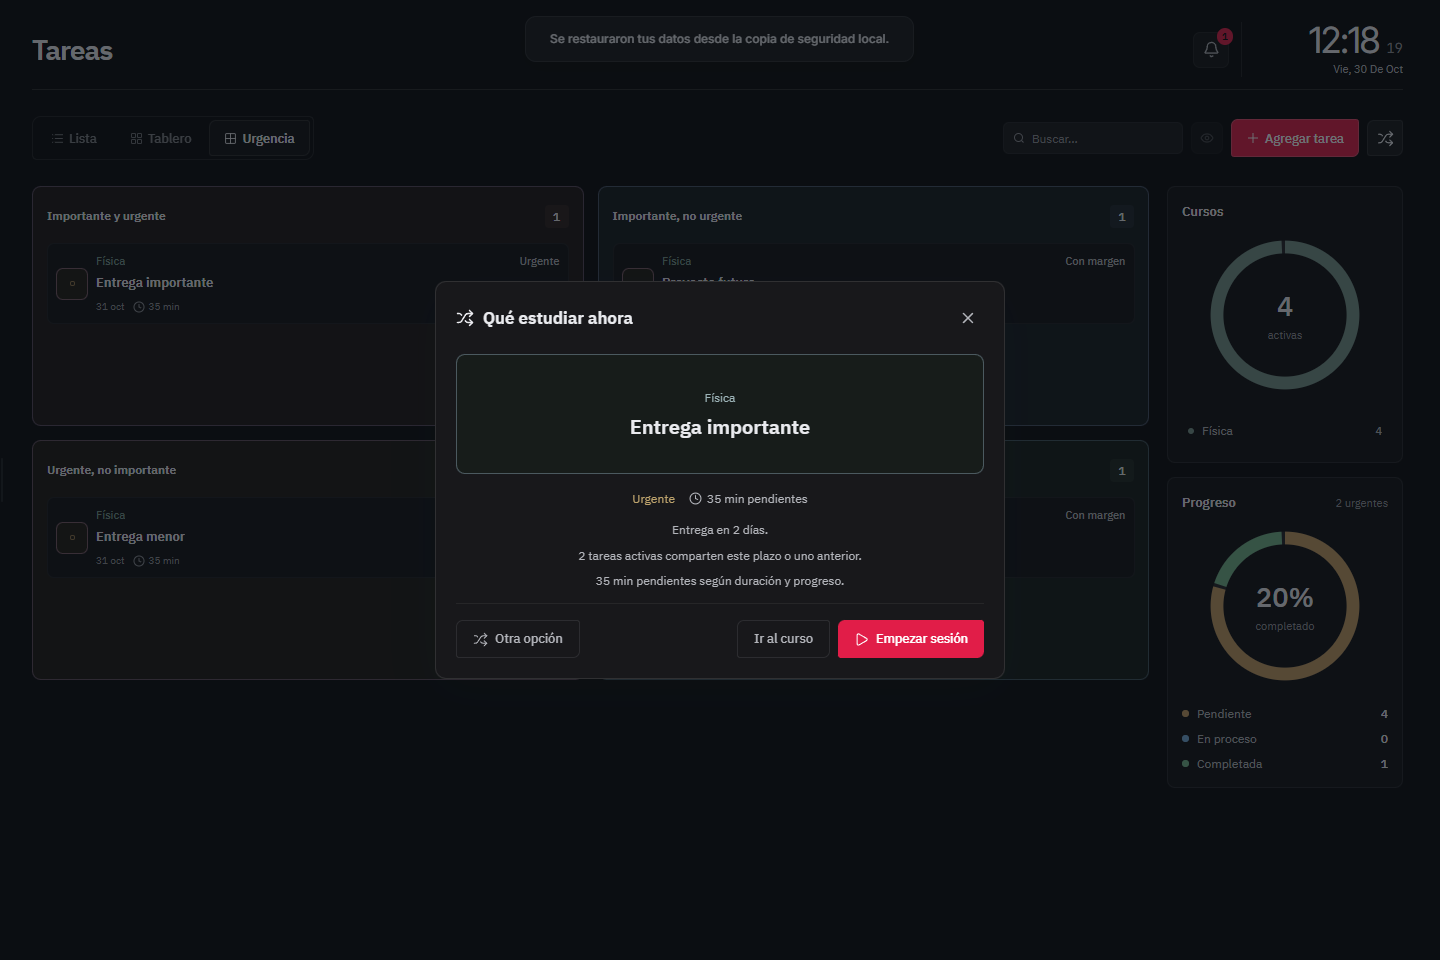 Tareas
Se restauraron tus datos desde la copia de seguridad local.
1
12:18 19
Vie, 30 De Oct
Lista
Tablero
Urgencia
Buscar...
Agregar tarea
Importante y urgente
1
Física
Urgente
Entrega importante
31 oct
35 min
Importante, no urgente
1
Física
Con margen
Cursos
4
activas
Física
4
Qué estudiar ahora
Física
Entrega importante
Urgente
35 min pendientes
Entrega en 2 días.
2 tareas activas comparten este plazo o uno anterior.
35 min pendientes según duración y progreso.
Otra opción
Ir al curso
Empezar sesión
Urgente, no importante
Física
Entrega menor
31 oct
35 min
1
Con margen
Progreso
2 urgentes
20%
completado
Pendiente
4
En proceso
0
Completada
1